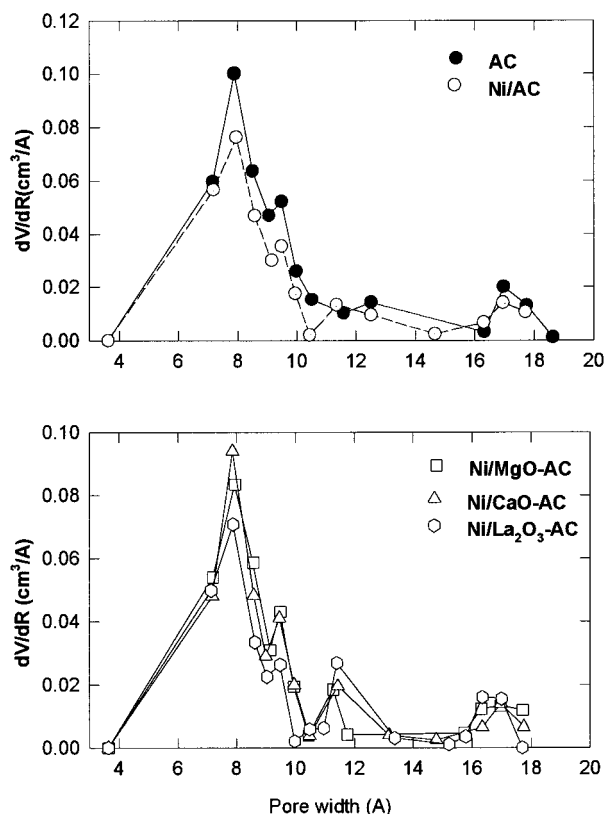 0.12
0.10
0.08
0.06
0.04
0.02
0.00
dV/dR(cm³/A)
AC
Ni/AC
4 6 8 10 12 14 16 18 20
0.10
0.08
0.06
0.04
0.02
0.00
dV/dR (cm³/A)
Ni/MgO-AC
Ni/CaO-AC
Ni/La₂O₃-AC
4 6 8 10 12 14 16 18 20
Pore width (A)